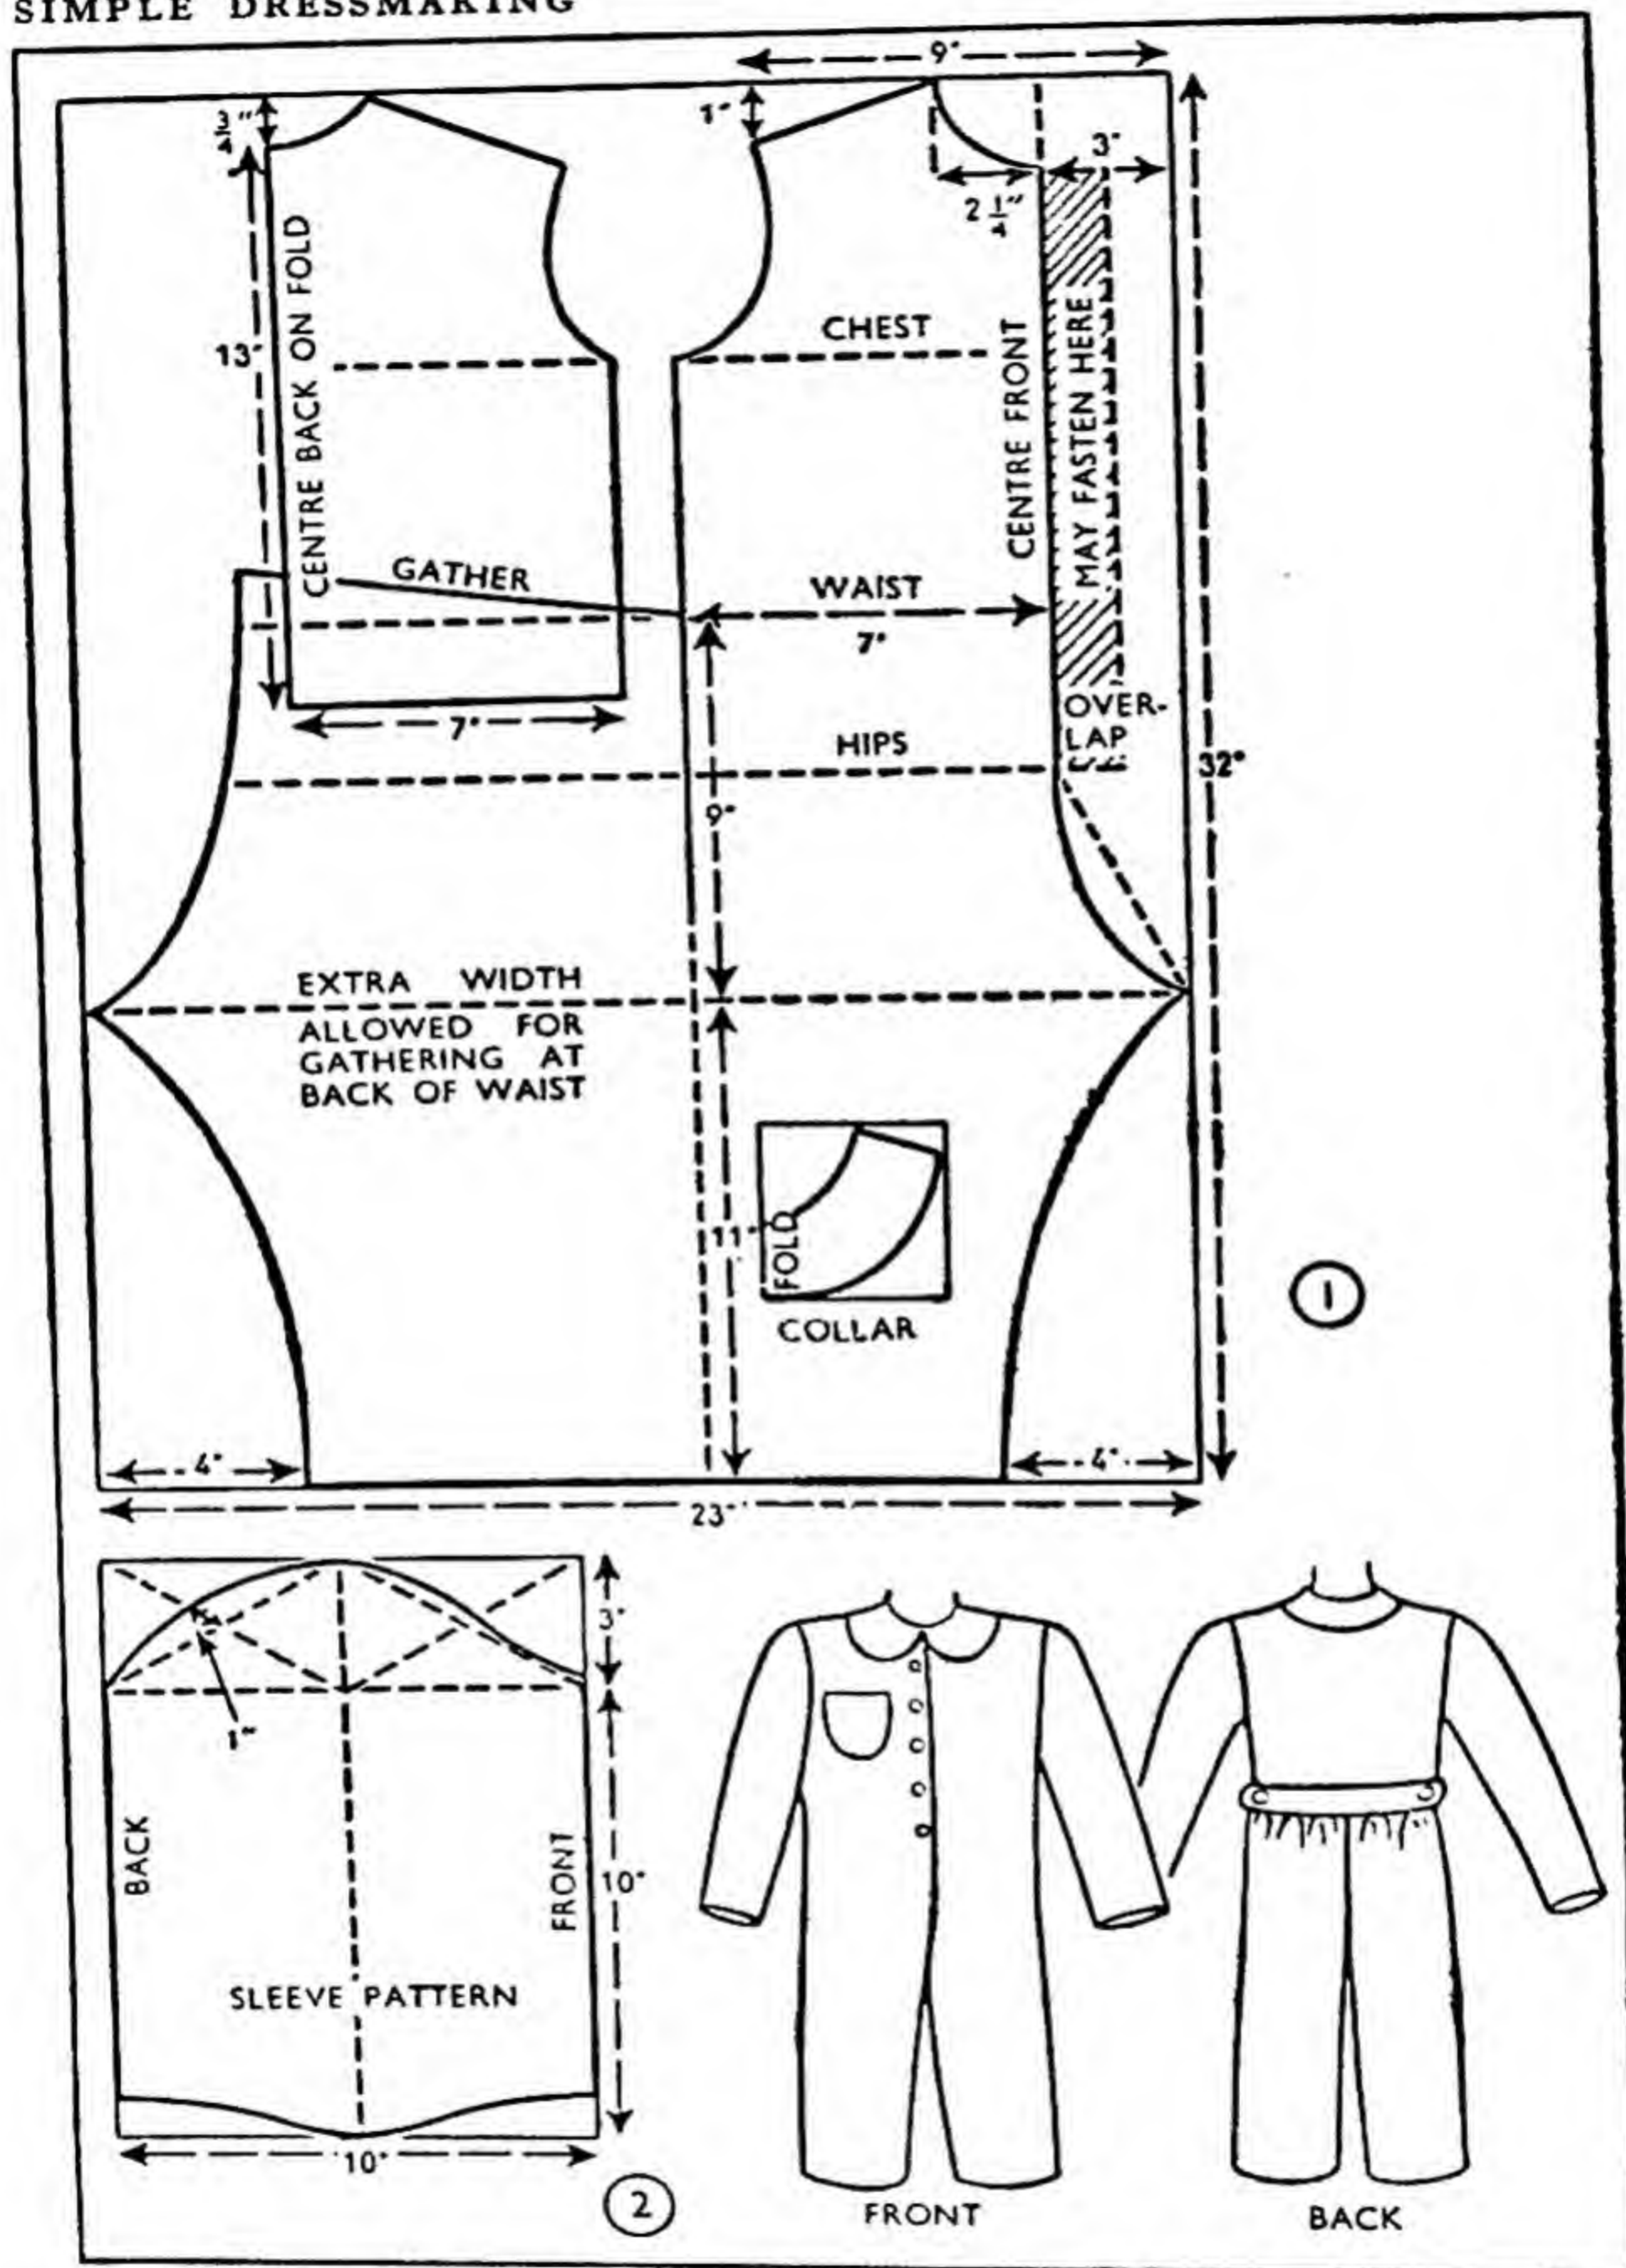 SIMPLE DRESSMAKING
9"
3/4"
1"
3"
2 1/4"
13"
CENTRE BACK ON FOLD
CHEST
CENTRE FRONT
MAY FASTEN HERE
GATHER
WAIST
7"
7"
OVER-
LAP
HIPS
32"
9"
EXTRA WIDTH
ALLOWED FOR
GATHERING AT
BACK OF WAIST
11"
FOLD
COLLAR
1
4"
4"
23"
3"
1"
BACK
FRONT
10"
SLEEVE PATTERN
10"
2
FRONT
BACK